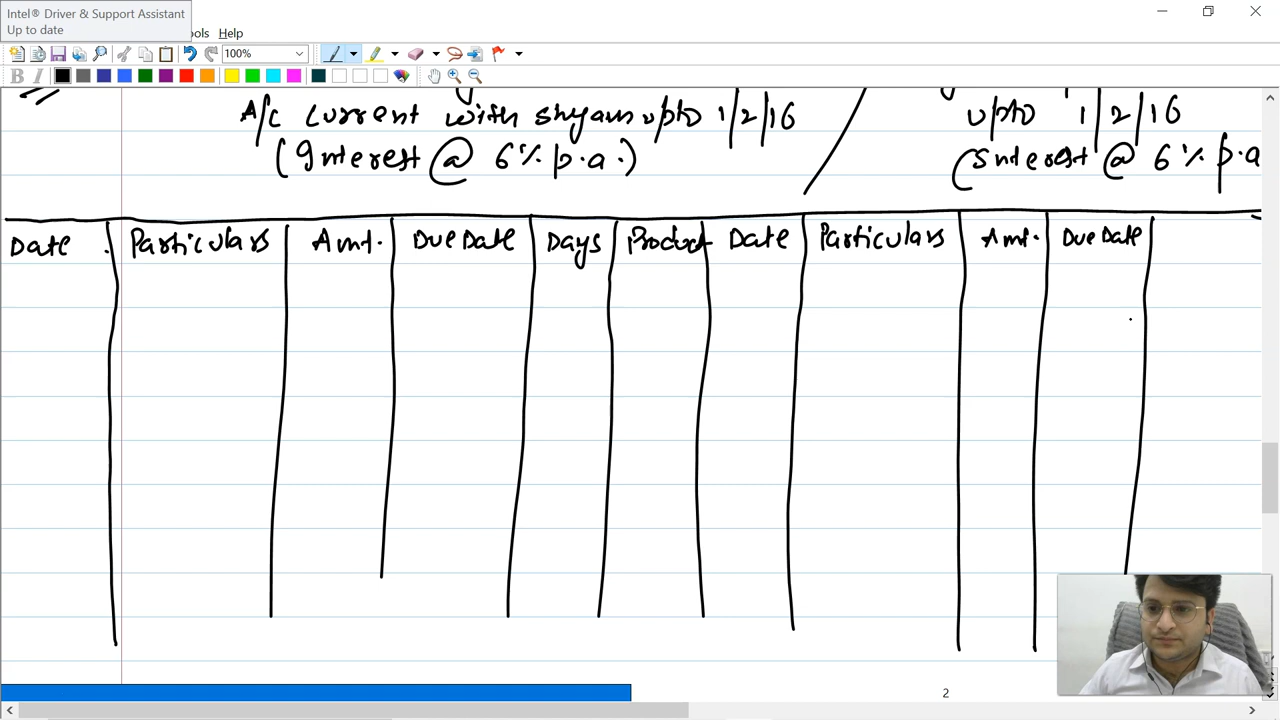 Intel® Driver & Support Assistant
Up to date
ools Help
100%
B I
A/c current with shyam upto 1/2/16
(Interest @ 6% p.a.)
upto 1/2/16
(Interest @ 6% p.a
Date Particulars Amt. Due Date Days Product Date Particulars Amt. Due Date
2